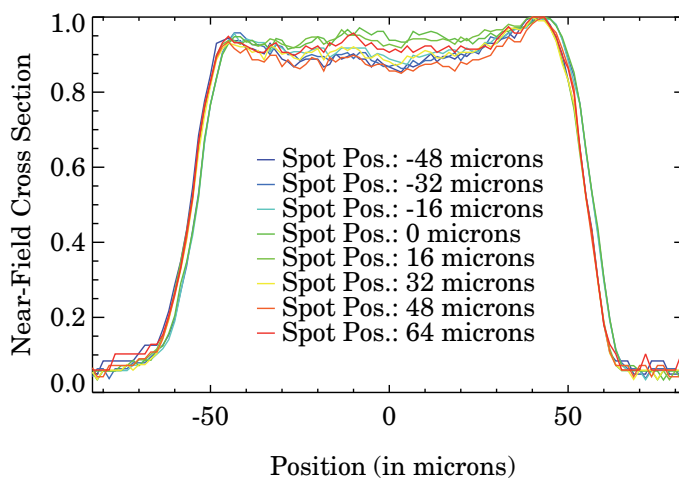 1.0
0.8
0.6
0.4
0.2
0.0
Near-Field Cross Section
Spot Pos.: -48 microns
Spot Pos.: -32 microns
Spot Pos.: -16 microns
Spot Pos.: 0 microns
Spot Pos.: 16 microns
Spot Pos.: 32 microns
Spot Pos.: 48 microns
Spot Pos.: 64 microns
-50
0
50
Position (in microns)